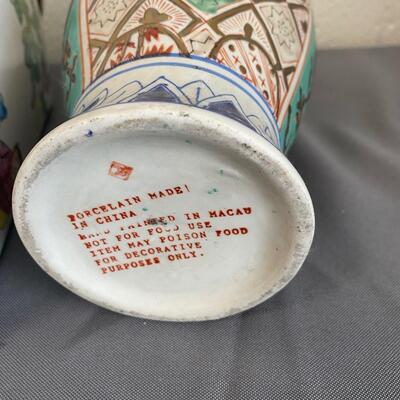 PORCELAIN MADE!
IN CHINA
HAND PAINTED IN MACAU
NOT FOR FOOD USE
ITEM MAY POISON FOOD
FOR DECORATIVE
PURPOSES ONLY.